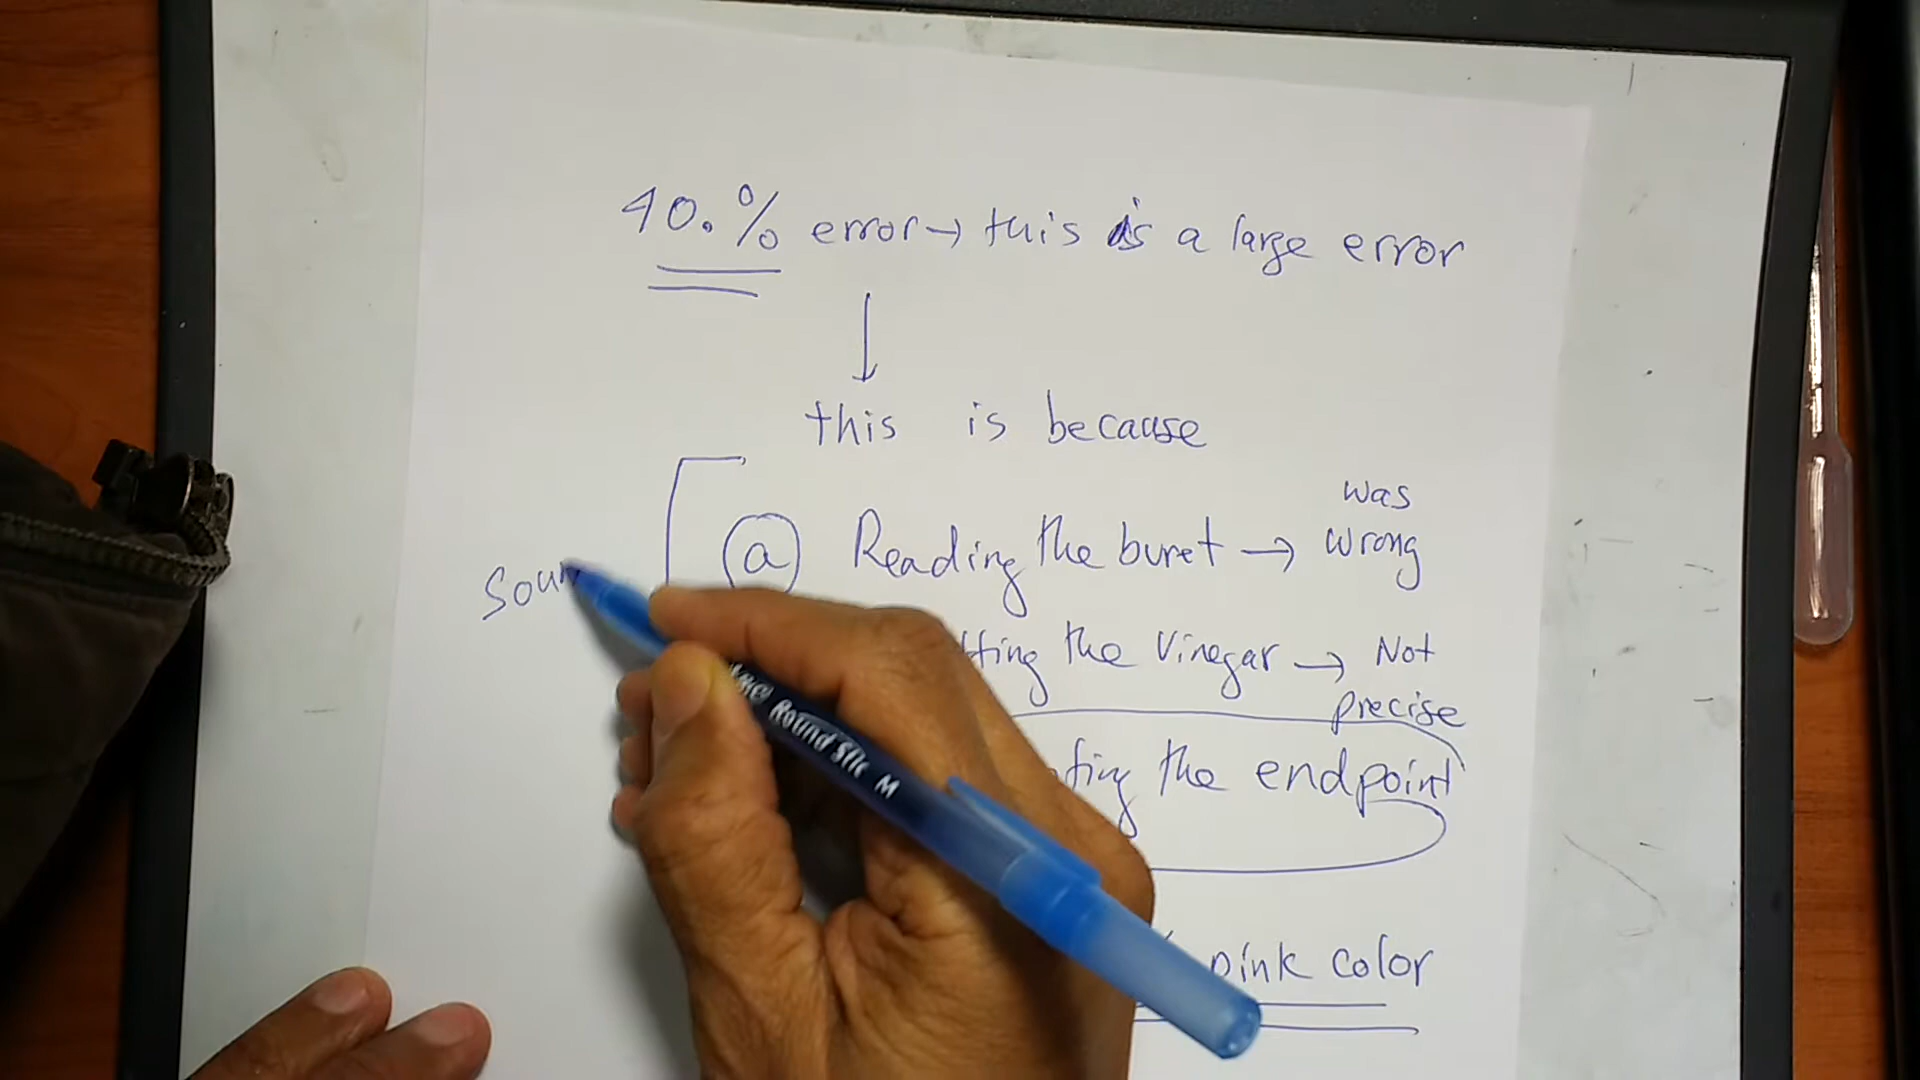 40.% error → this is a large error
↓
this is because
ⓐ Reading the buret → was wrong
the Vinegar → Not precise
the endpoint
pink color
Sour
Round Stic M